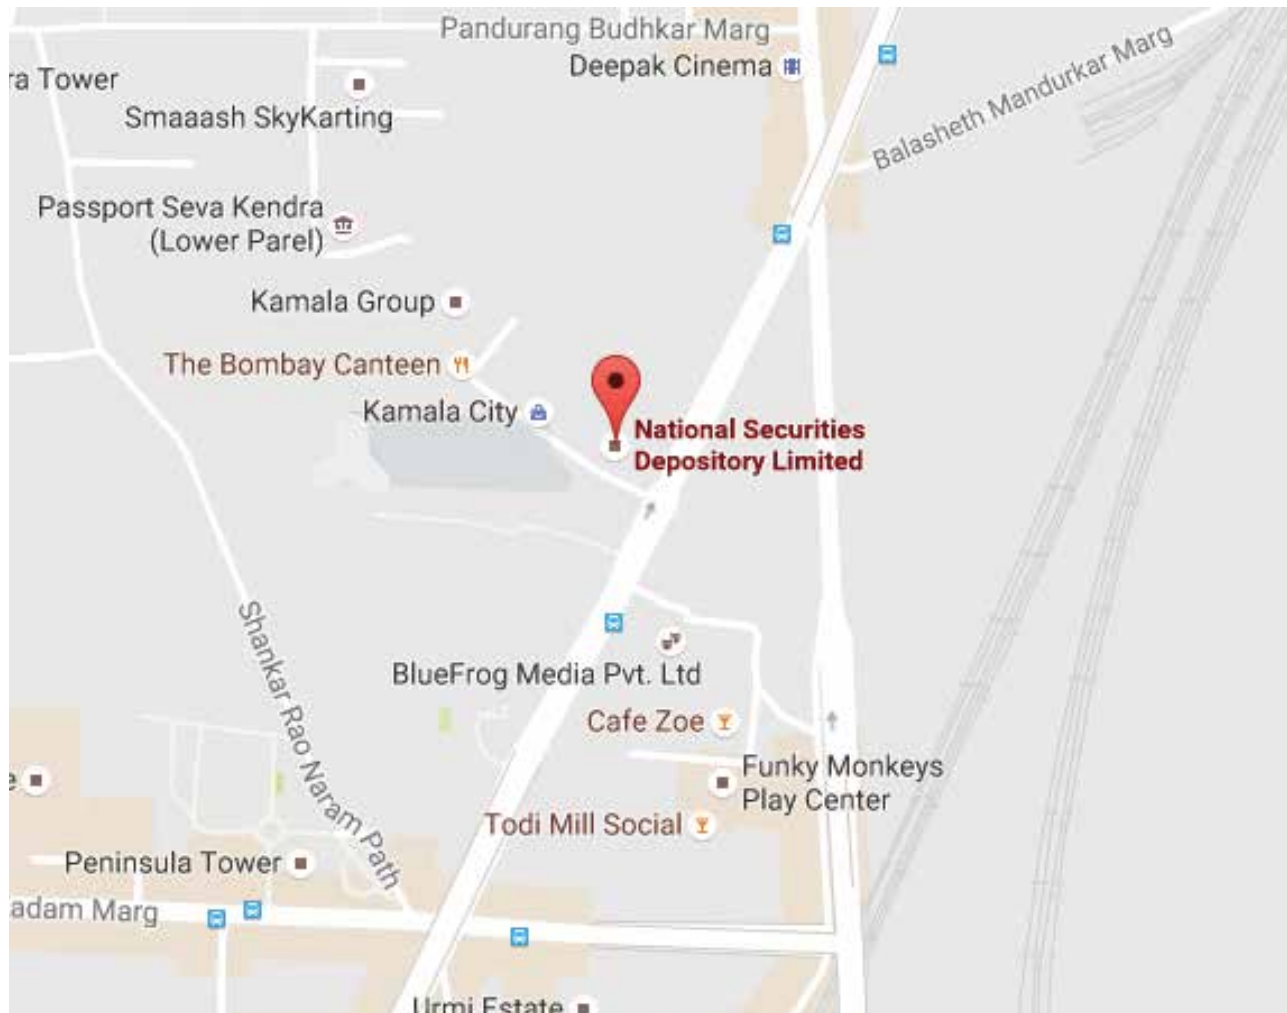 Pandurang Budhkar Marg
Deepak Cinema
Balasheth Mandurkar Marg
ra Tower
Smaaash SkyKarting
Passport Seva Kendra
(Lower Parel)
Kamala Group
The Bombay Canteen
Kamala City
National Securities
Depository Limited
Shankar Rao Naram Path
BlueFrog Media Pvt. Ltd
Cafe Zoe
Funky Monkeys
Play Center
Todi Mill Social
e
Peninsula Tower
adam Marg
Urmi Estate